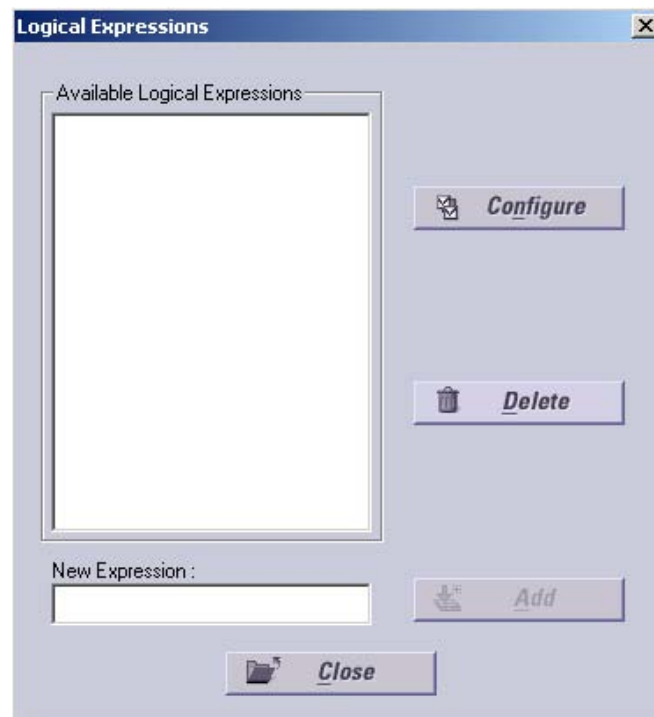 Logical Expressions
Available Logical Expressions
Configure
Delete
New Expression :
Add
Close